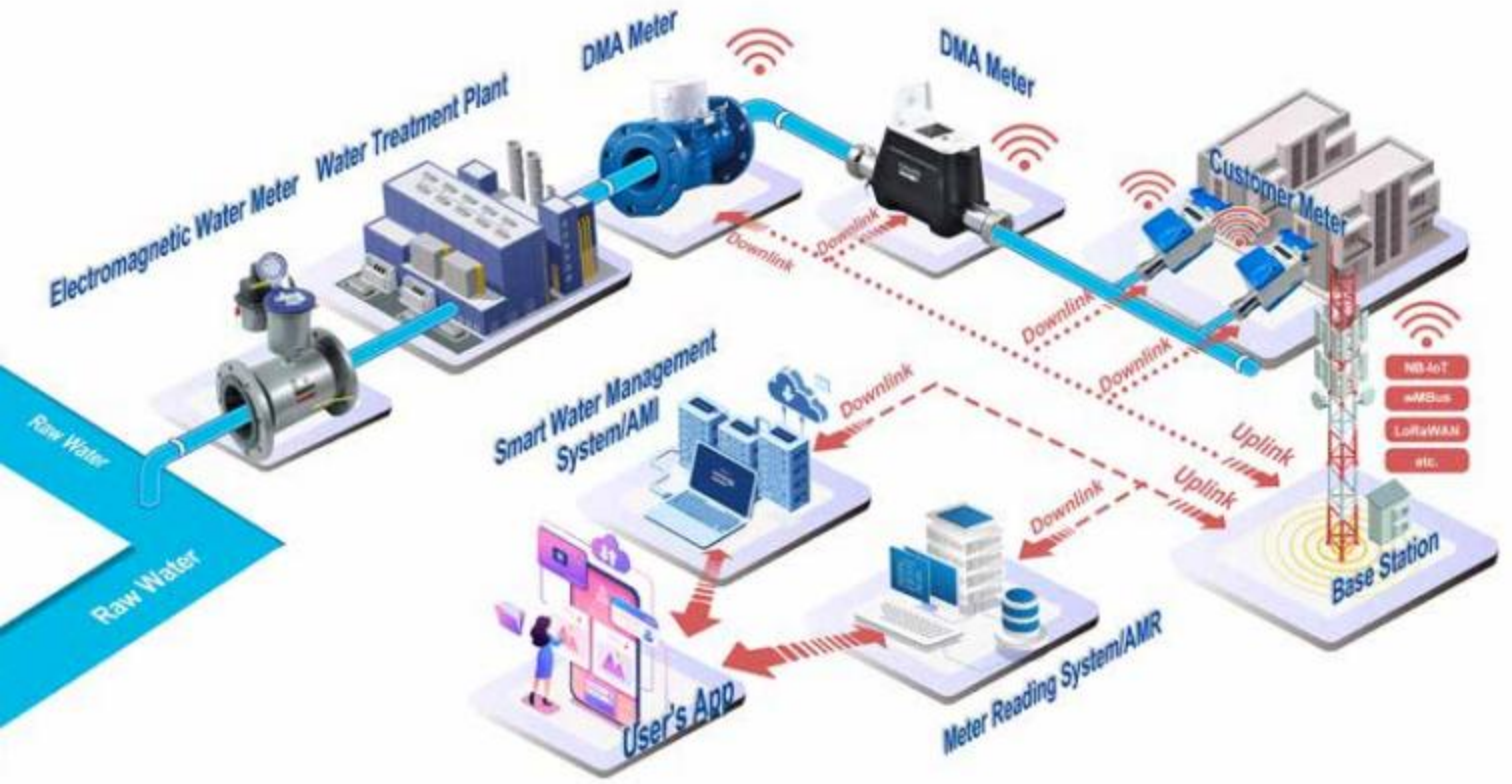 DMA Meter
DMA Meter
Water Treatment Plant
Electromagnetic Water Meter
Customer Meter
Downlink
Downlink
Downlink
Downlink
NB-IoT
wMBus
LoRaWAN
etc.
Smart Water Management
System/AMI
Downlink
Uplink
Uplink
Downlink
Raw Water
Raw Water
Base Station
Meter Reading System/AMR
User's App